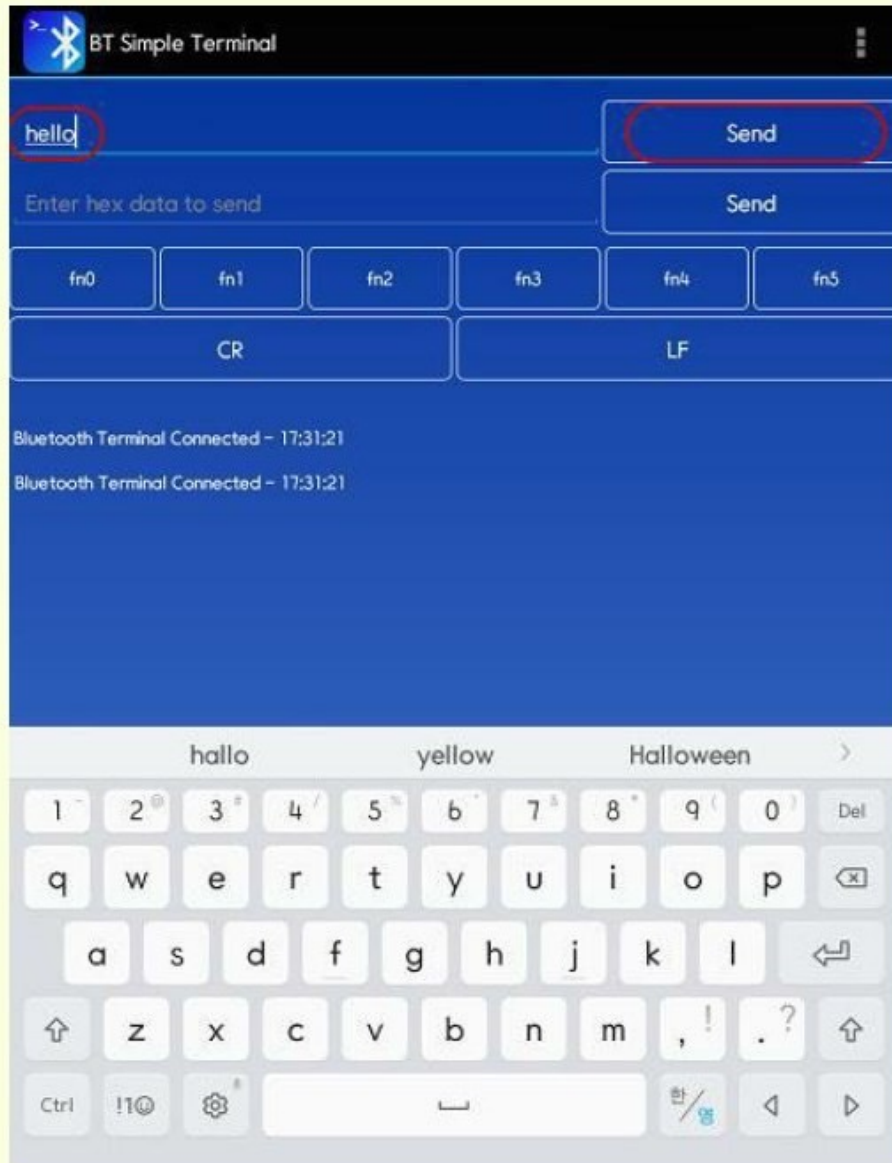 >_ BT Simple Terminal
hello Send
Enter hex data to send Send
fn0 fn1 fn2 fn3 fn4 fn5
CR LF
Bluetooth Terminal Connected - 17:31:21
Bluetooth Terminal Connected - 17:31:21
hallo yellow Halloween >
1 - 2 @ 3 # 4 / 5 % 6 ^ 7 & 8 * 9 ( 0 ) Del
q w e r t y u i o p
a s d f g h j k l
z x c v b n m , ! . ?
Ctrl !1☺ 한/영